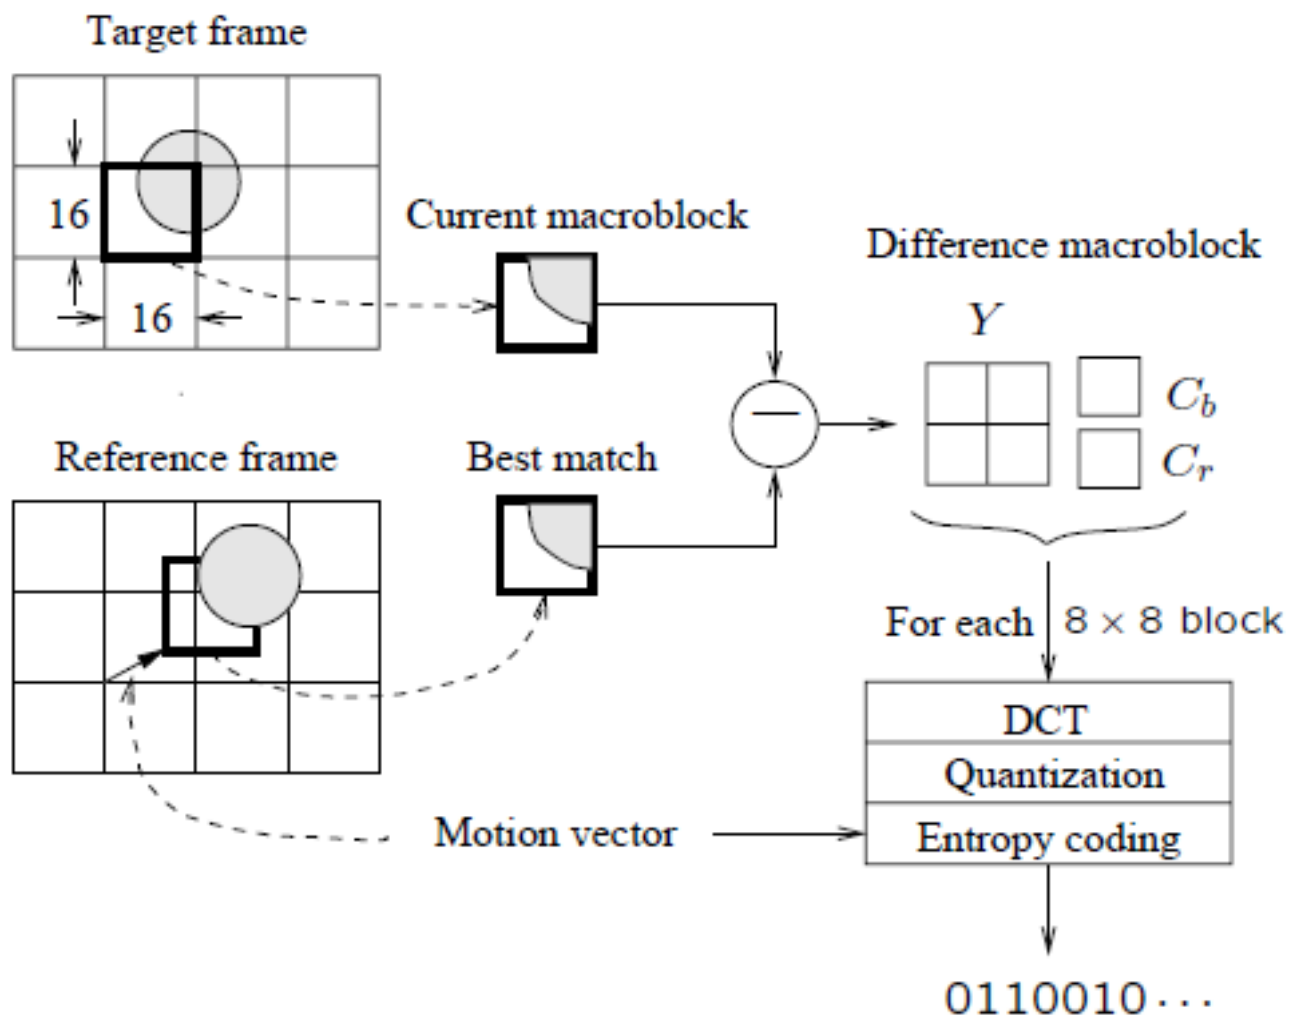 Target frame
16
16
Current macroblock
Difference macroblock
Y
C_b
C_r
—
Reference frame
Best match
For each 8 × 8 block
DCT
Quantization
Entropy coding
Motion vector
0110010···